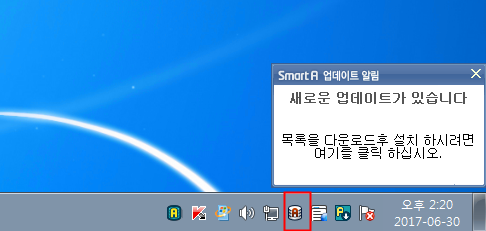 Smart A 업데이트 알림
새로운 업데이트가 있습니다
목록을 다운로드후 설치 하시려면
여기를 클릭 하십시오.
오후 2:20
2017-06-30